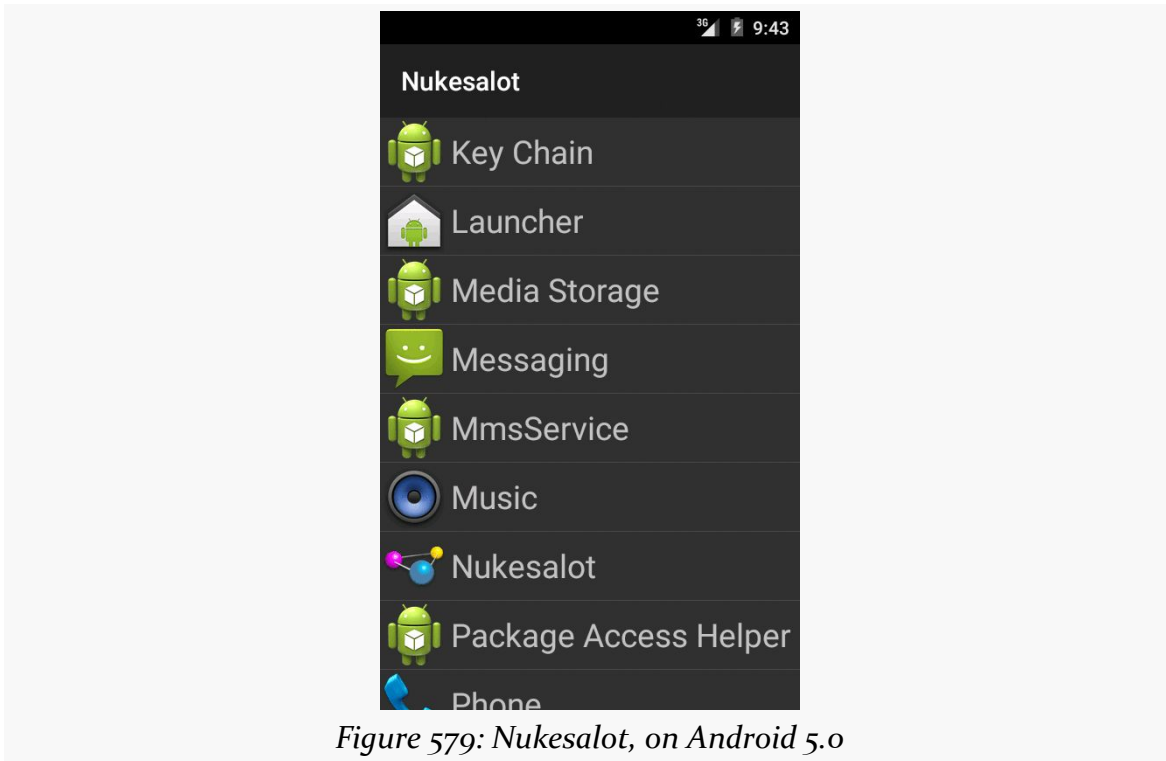 3G 9:43
Nukesalot
Key Chain
Launcher
Media Storage
Messaging
MmsService
Music
Nukesalot
Package Access Helper
Phone
Figure 579: Nukesalot, on Android 5.0